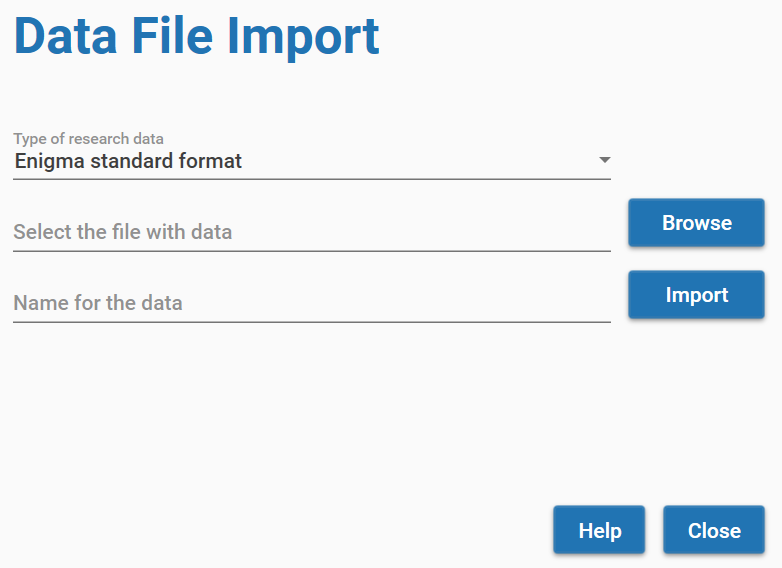 Data File Import
Type of research data
Enigma standard format
Select the file with data
Browse
Name for the data
Import
Help
Close